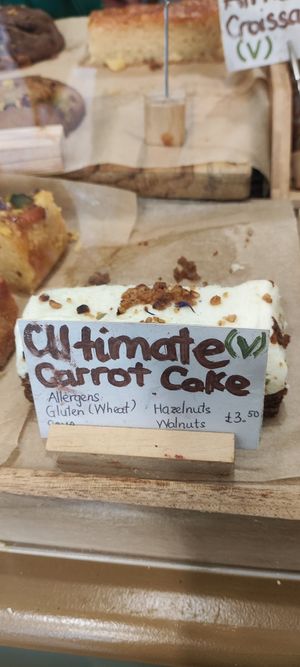 Croissa
(V)
Ultimate (V)
Carrot Cake
Allergens
Gluten (Wheat) Hazelnuts
Walnuts £3.50